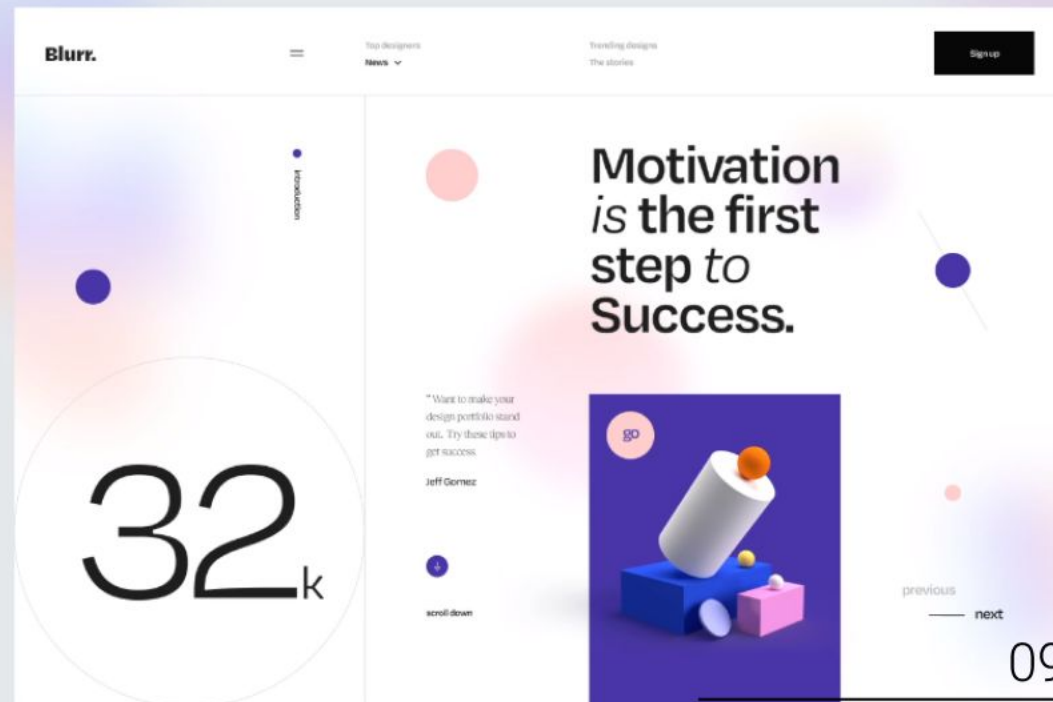 Blurr.
Top designers
News
Trending designs
The stories
Sign up
introduction
Motivation
is the first
step to
Success.
" Want to make your
design portfolio stand
out. Try these tips to
get success
Jeff Gomez
go
32k
scroll down
previous
next
09